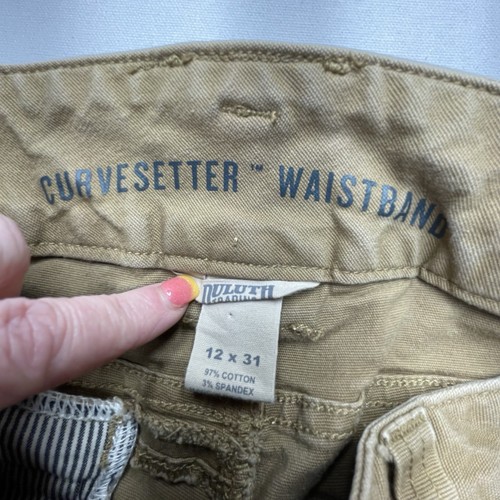 CURVESETTER™ WAISTBAND
DULUTH
TRADING
12 x 31
97% COTTON
3% SPANDEX